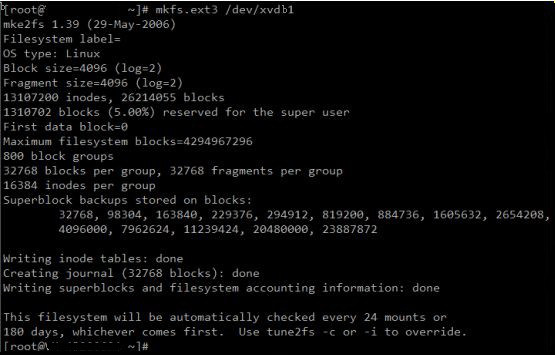 [root@ ~]# mkfs.ext3 /dev/xvdb1
mke2fs 1.39 (29-May-2006)
Filesystem label=
OS type: Linux
Block size=4096 (log=2)
Fragment size=4096 (log=2)
13107200 inodes, 26214055 blocks
1310702 blocks (5.00%) reserved for the super user
First data block=0
Maximum filesystem blocks=4294967296
800 block groups
32768 blocks per group, 32768 fragments per group
16384 inodes per group
Superblock backups stored on blocks:
32768, 98304, 163840, 229376, 294912, 819200, 884736, 1605632, 2654208,
4096000, 7962624, 11239424, 20480000, 23887872
Writing inode tables: done
Creating journal (32768 blocks): done
Writing superblocks and filesystem accounting information: done
This filesystem will be automatically checked every 24 mounts or
180 days, whichever comes first.  Use tune2fs -c or -i to override.
[root@ ~]#